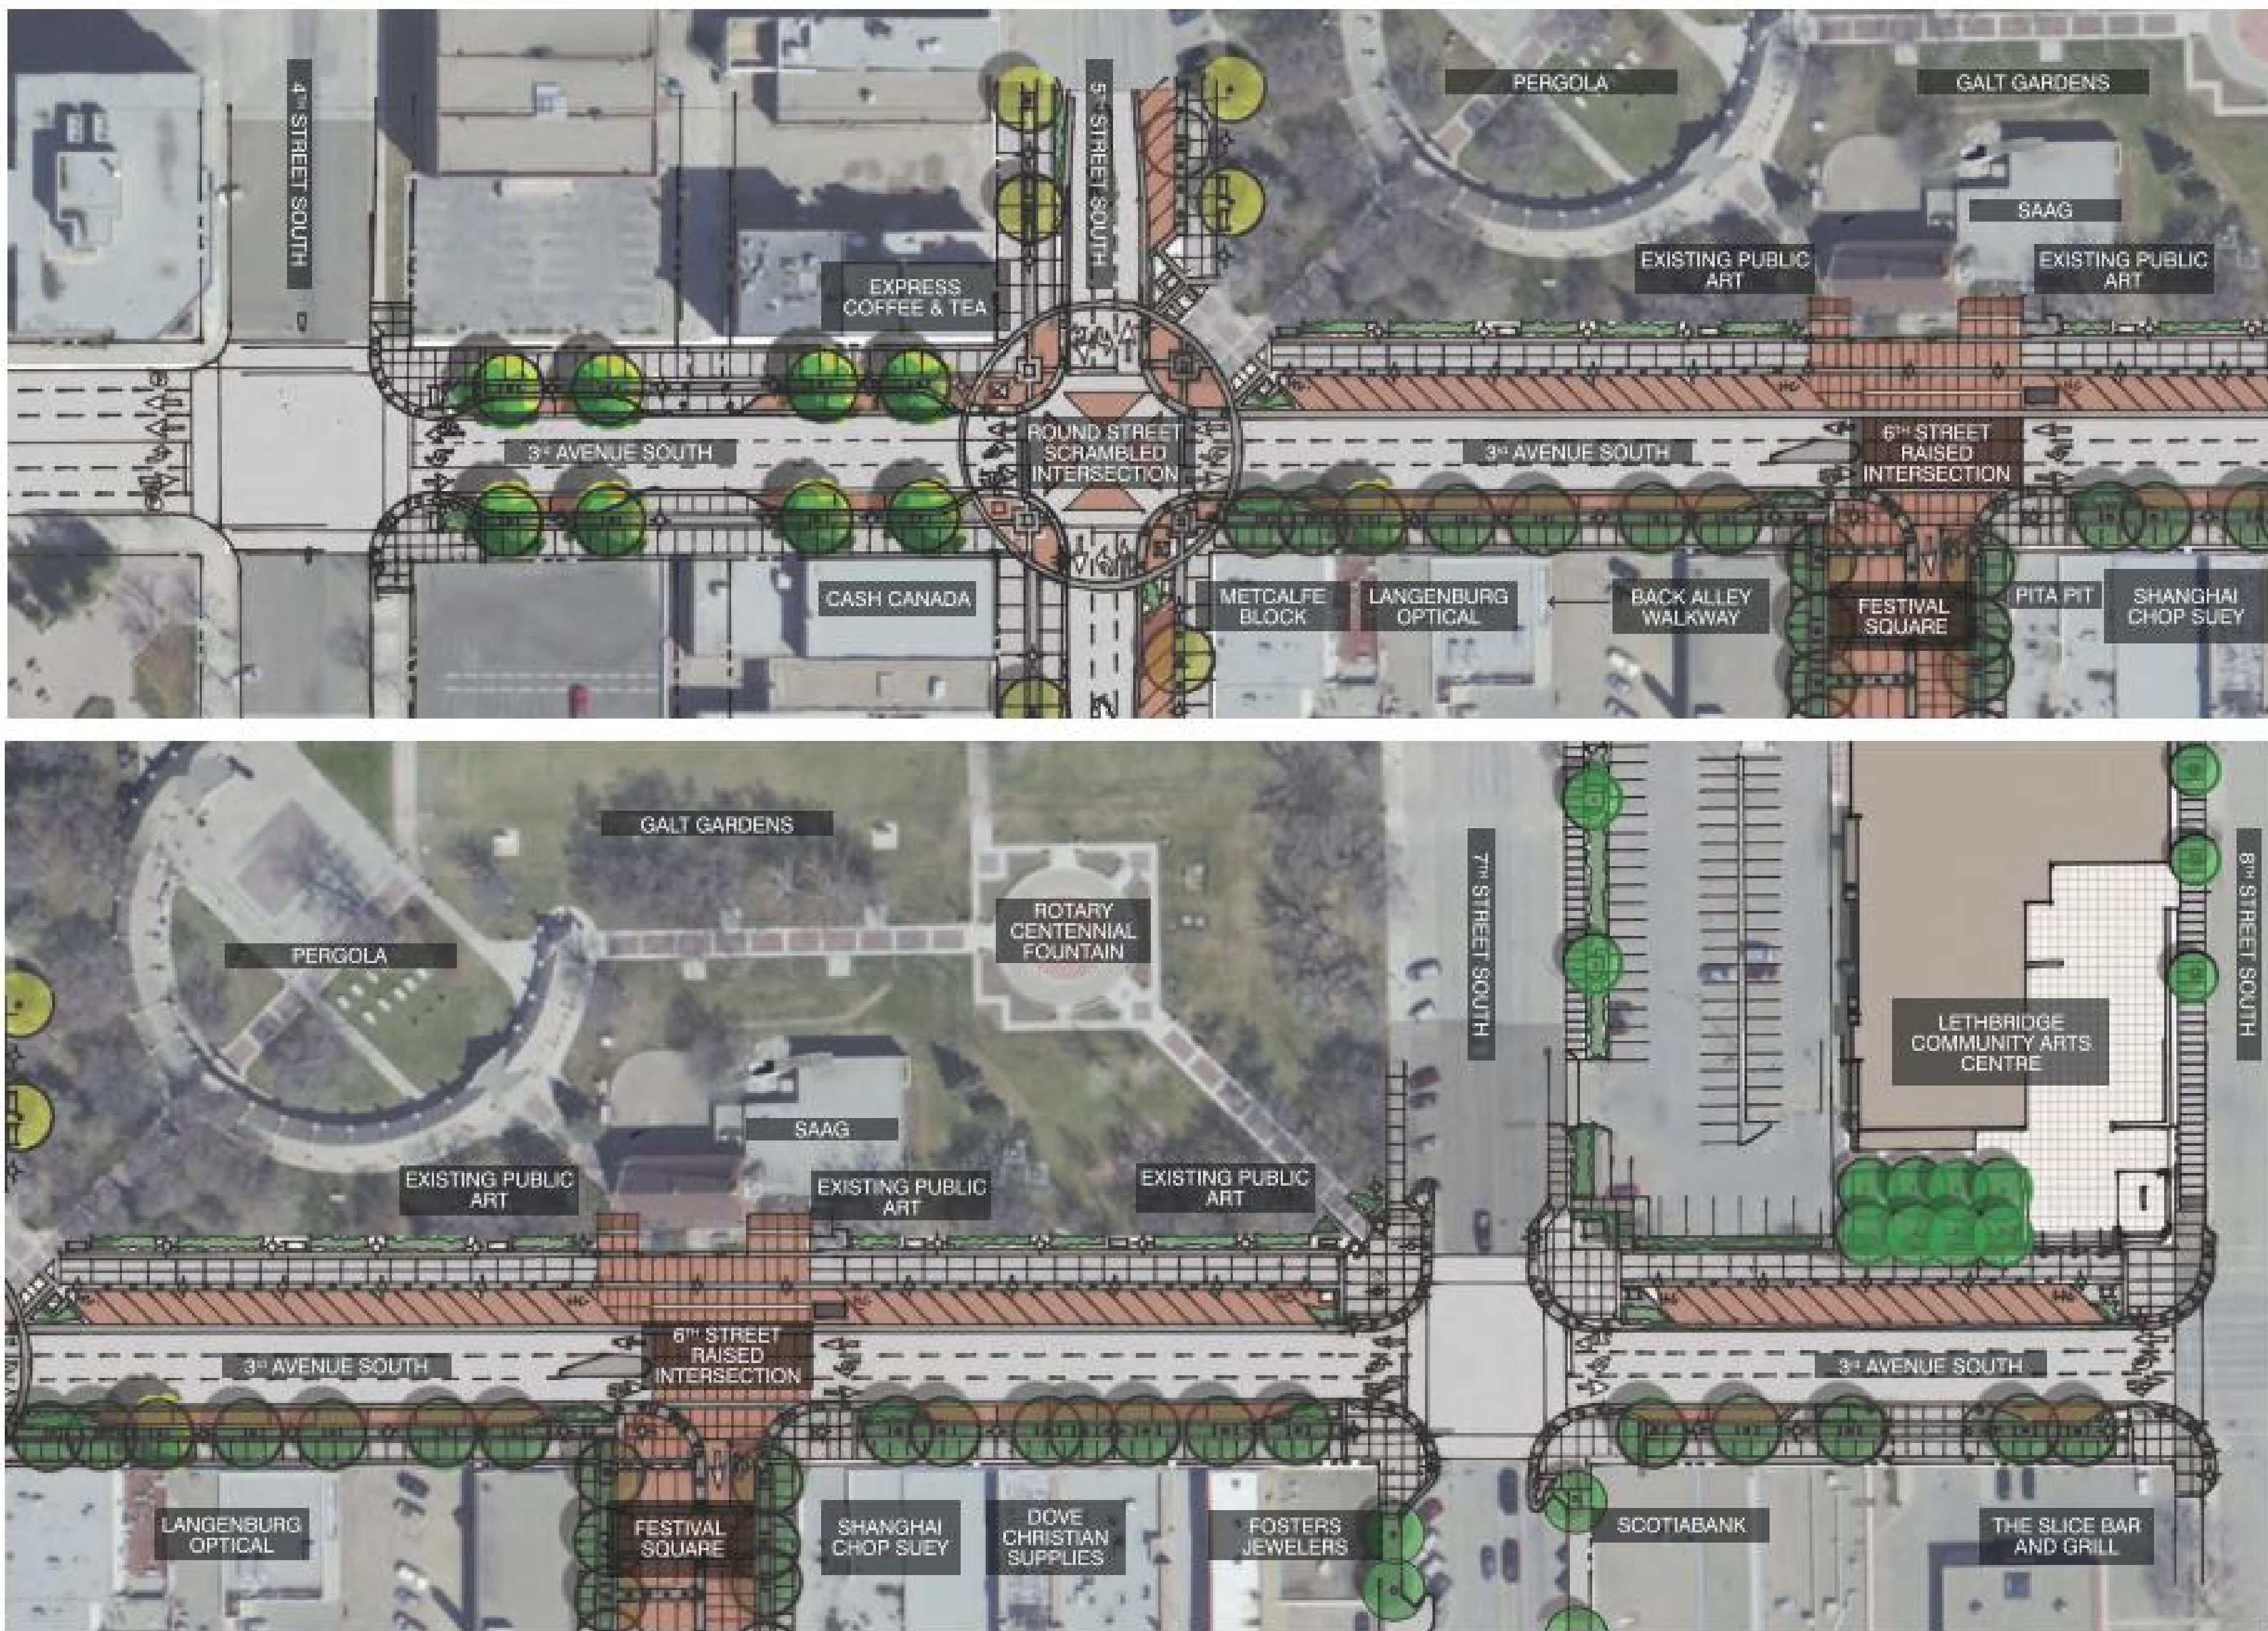 4TH STREET SOUTH
5TH STREET SOUTH
PERGOLA
GALT GARDENS
SAAG
EXISTING PUBLIC
ART
EXISTING PUBLIC
ART
EXPRESS
COFFEE & TEA
3RD AVENUE SOUTH
ROUND STREET
SCRAMBLED
INTERSECTION
3RD AVENUE SOUTH
6TH STREET
RAISED
INTERSECTION
CASH CANADA
METCALFE
BLOCK
LANGENBURG
OPTICAL
BACK ALLEY
WALKWAY
FESTIVAL
SQUARE
PITA PIT
SHANGHAI
CHOP SUEY
GALT GARDENS
PERGOLA
ROTARY
CENTENNIAL
FOUNTAIN
7TH STREET SOUTH
8TH STREET SOUTH
LETHBRIDGE
COMMUNITY ARTS
CENTRE
SAAG
EXISTING PUBLIC
ART
EXISTING PUBLIC
ART
EXISTING PUBLIC
ART
3RD AVENUE SOUTH
6TH STREET
RAISED
INTERSECTION
3RD AVENUE SOUTH
LANGENBURG
OPTICAL
FESTIVAL
SQUARE
SHANGHAI
CHOP SUEY
DOVE
CHRISTIAN
SUPPLIES
FOSTERS
JEWELERS
SCOTIABANK
THE SLICE BAR
AND GRILL